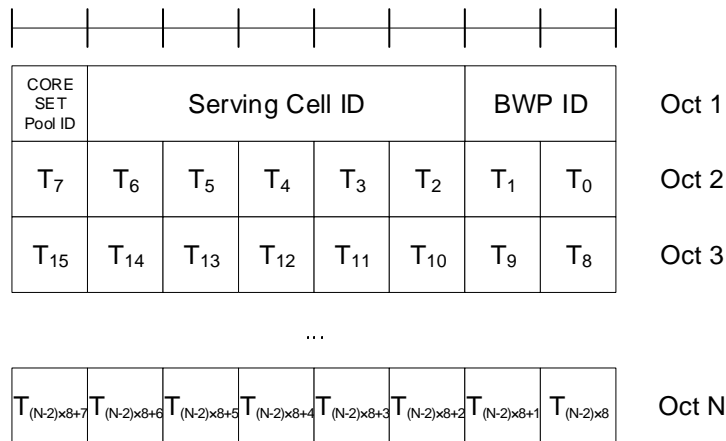 CORE SET Pool ID Serving Cell ID BWP ID Oct 1
T7 T6 T5 T4 T3 T2 T1 T0 Oct 2
T15 T14 T13 T12 T11 T10 T9 T8 Oct 3
...
T(N-2)×8+7 T(N-2)×8+6 T(N-2)×8+5 T(N-2)×8+4 T(N-2)×8+3 T(N-2)×8+2 T(N-2)×8+1 T(N-2)×8 Oct N